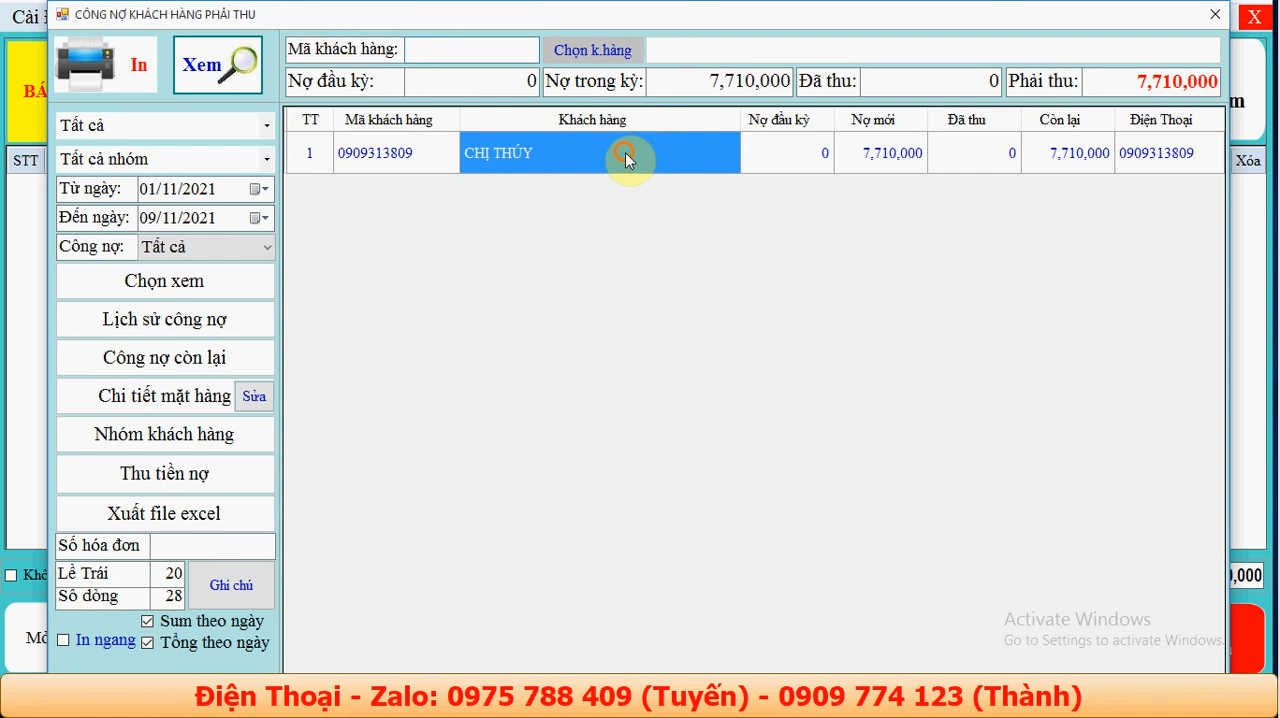 Cài
CÔNG NỢ KHÁCH HÀNG PHẢI THU
X
BÁ
In
Xem
Mã khách hàng:
Chọn k.hàng
Nợ đầu kỳ: 0 Nợ trong kỳ: 7,710,000 Đã thu: 0 Phải thu: 7,710,000
Tất cả
TT Mã khách hàng Khách hàng Nợ đầu kỳ Nợ mới Đã thu Còn lại Điện Thoại
1 0909313809 CHỊ THÚY 0 7,710,000 0 7,710,000 0909313809
STT
Xóa
Tất cả nhóm
Từ ngày: 01/11/2021
Đến ngày: 09/11/2021
Công nợ: Tất cả
Chọn xem
Lịch sử công nợ
Công nợ còn lại
Chi tiết mặt hàng Sửa
Nhóm khách hàng
Thu tiền nợ
Xuất file excel
Số hóa đơn
Lề Trái 20
Số dòng 28
Ghi chú
Sum theo ngày
In ngang Tổng theo ngày
Khô
,000
Activate Windows
Go to Settings to activate Windows.
Điện Thoại - Zalo: 0975 788 409 (Tuyến) - 0909 774 123 (Thành)